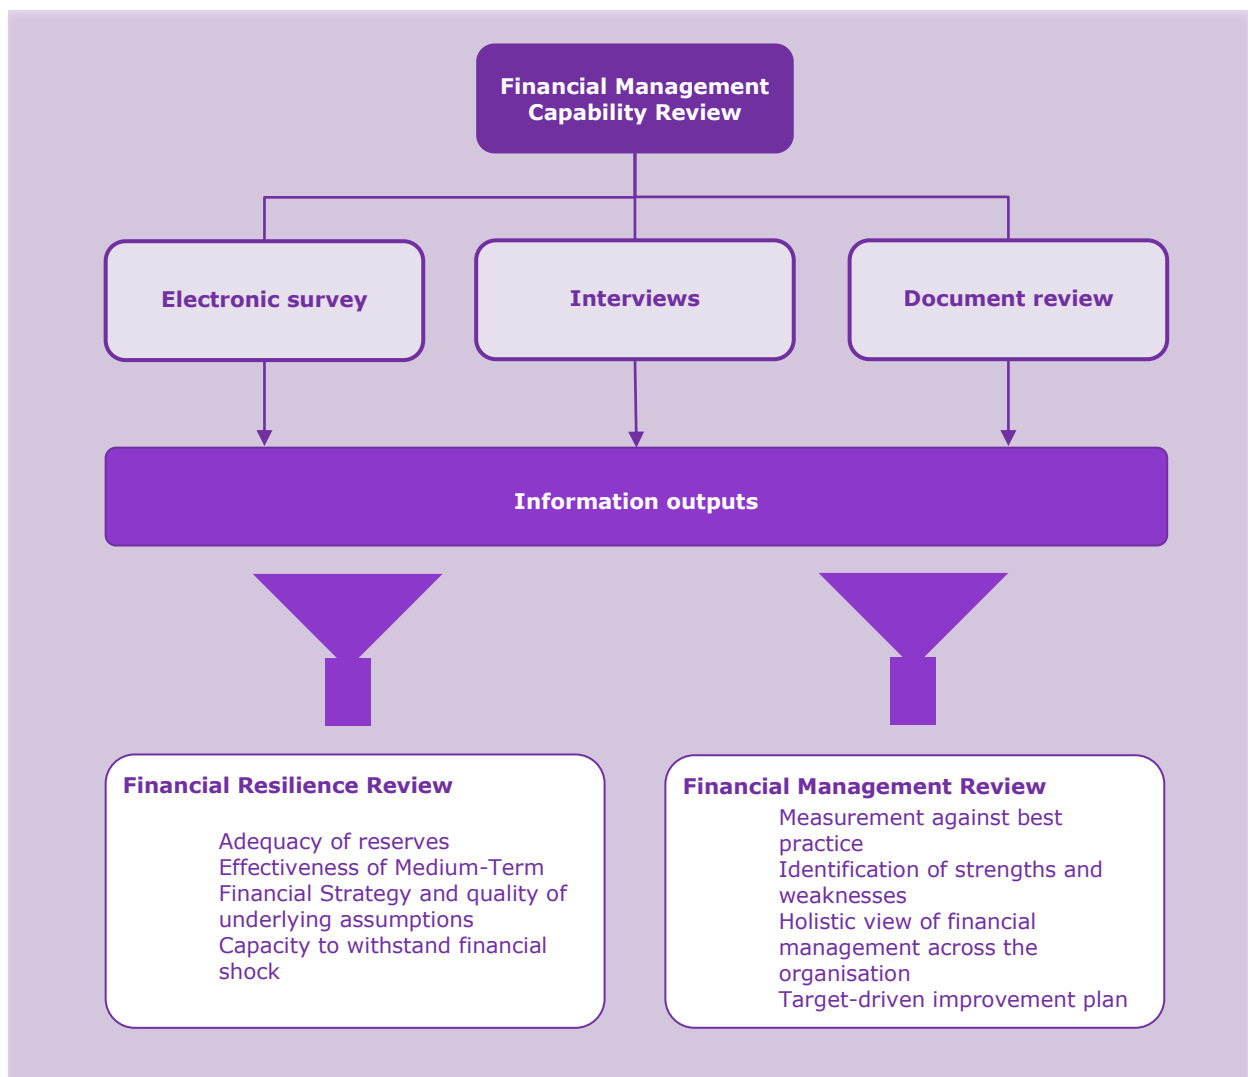 Financial Management
Capability Review
Electronic survey
Interviews
Document review
Information outputs
Financial Resilience Review
Adequacy of reserves
Effectiveness of Medium-Term
Financial Strategy and quality of
underlying assumptions
Capacity to withstand financial
shock
Financial Management Review
Measurement against best
practice
Identification of strengths and
weaknesses
Holistic view of financial
management across the
organisation
Target-driven improvement plan